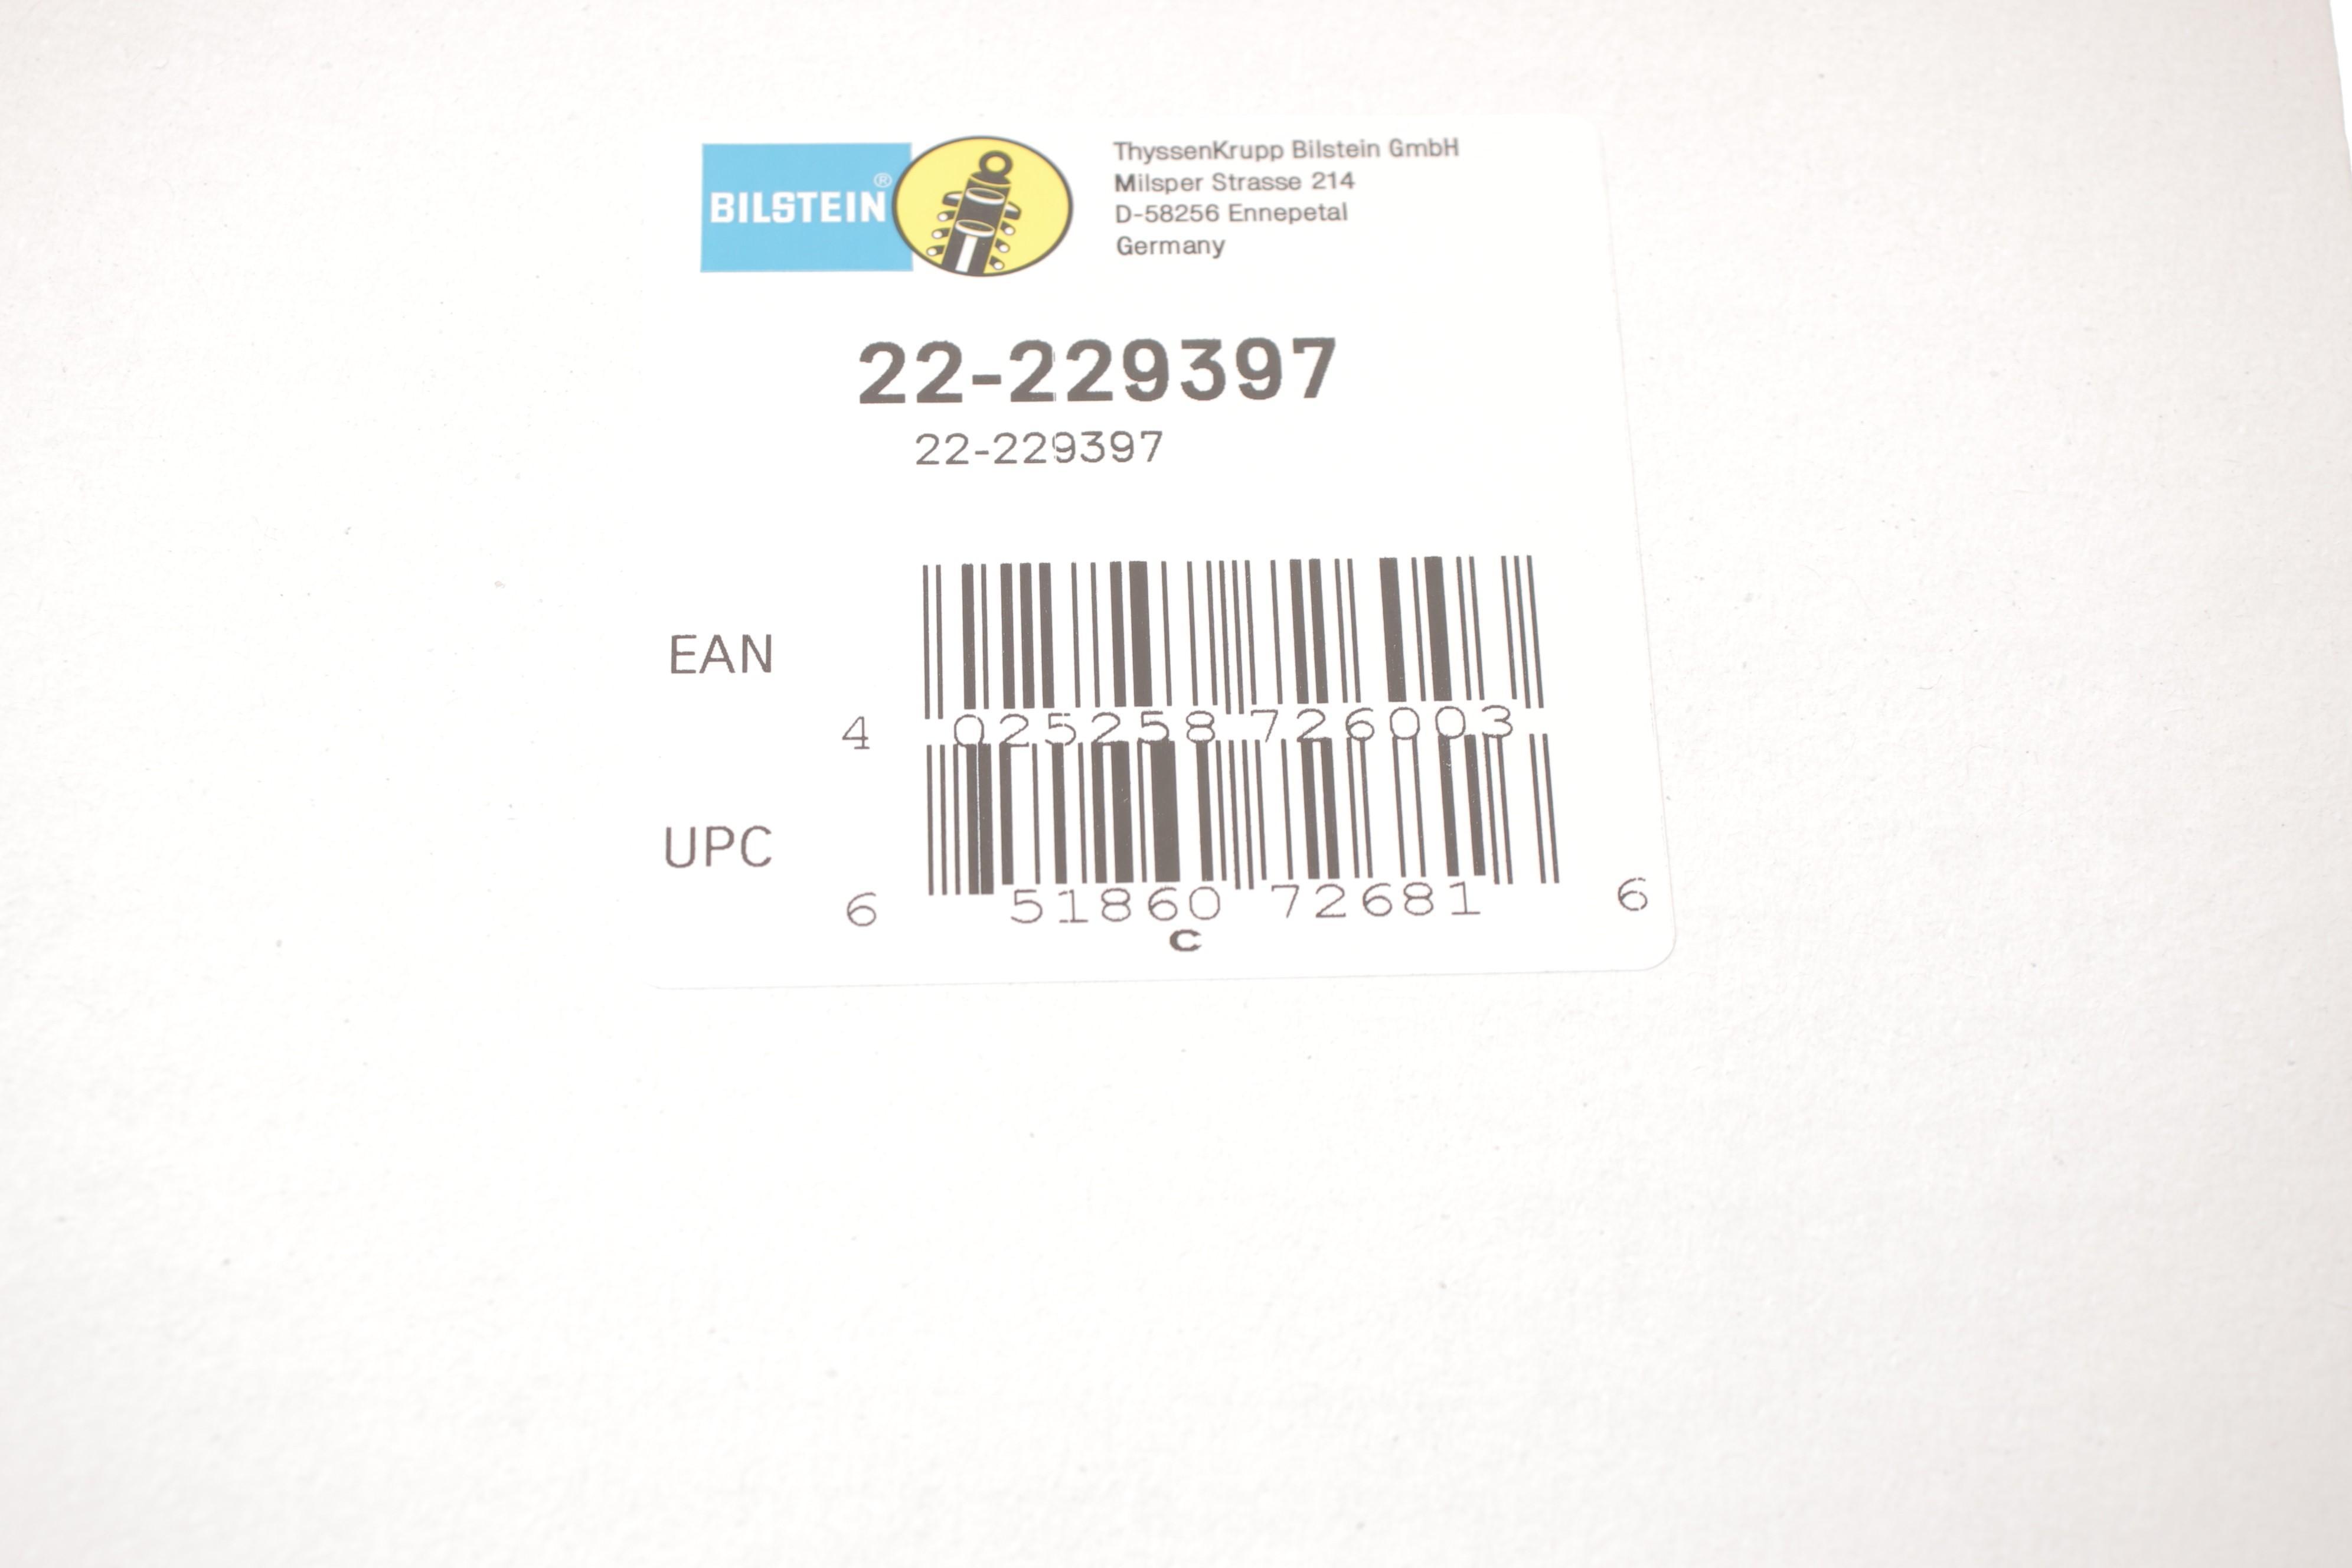 BILSTEIN®
ThyssenKrupp Bilstein GmbH
Milsper Strasse 214
D-58256 Ennepetal
Germany
22-229397
22-229397
EAN
4 025258 726003
UPC
6 51860 72681 6
C